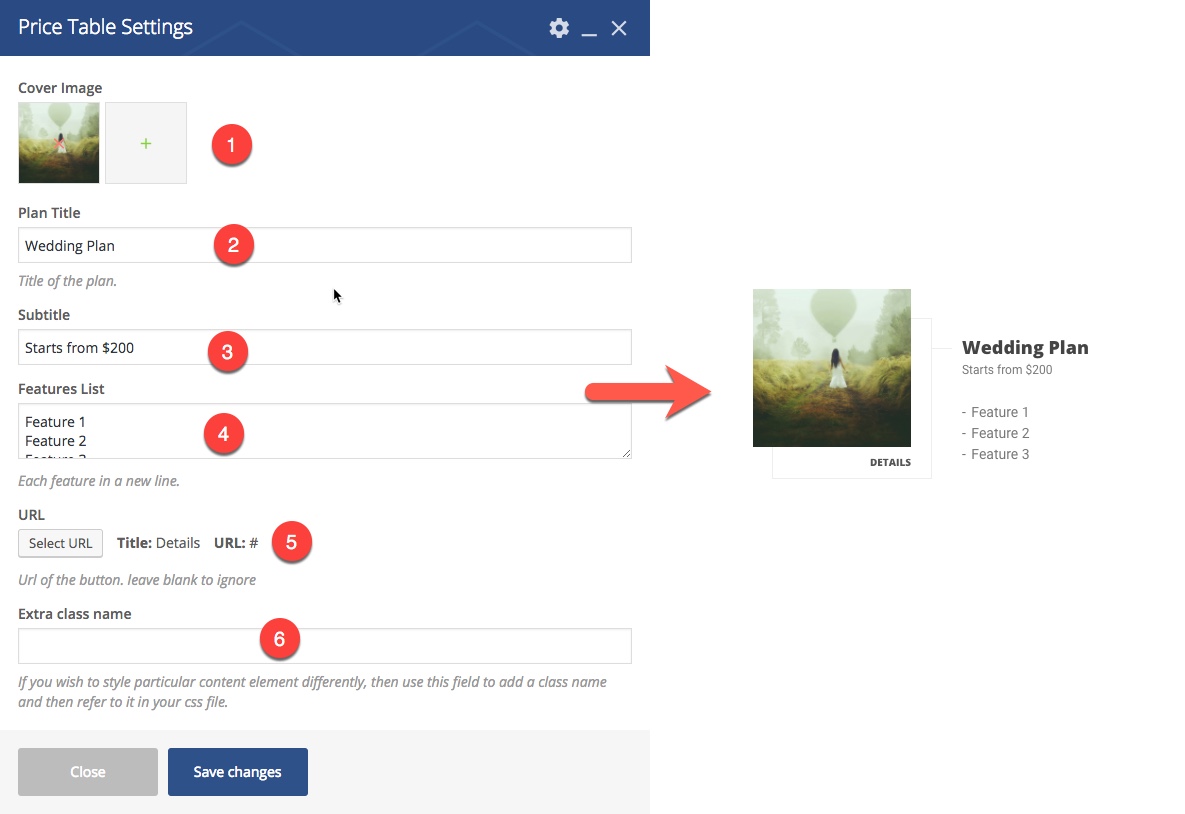 Price Table Settings
Cover Image
+
1
Plan Title
Wedding Plan
2
Title of the plan.
Subtitle
Starts from $200
3
Features List
Feature 1
Feature 2
Feature 3
4
Each feature in a new line.
URL
Select URL Title: Details URL: # 5
Url of the button. leave blank to ignore
Extra class name
6
If you wish to style particular content element differently, then use this field to add a class name
and then refer to it in your css file.
Close Save changes
Wedding Plan
Starts from $200
- Feature 1
- Feature 2
- Feature 3
DETAILS